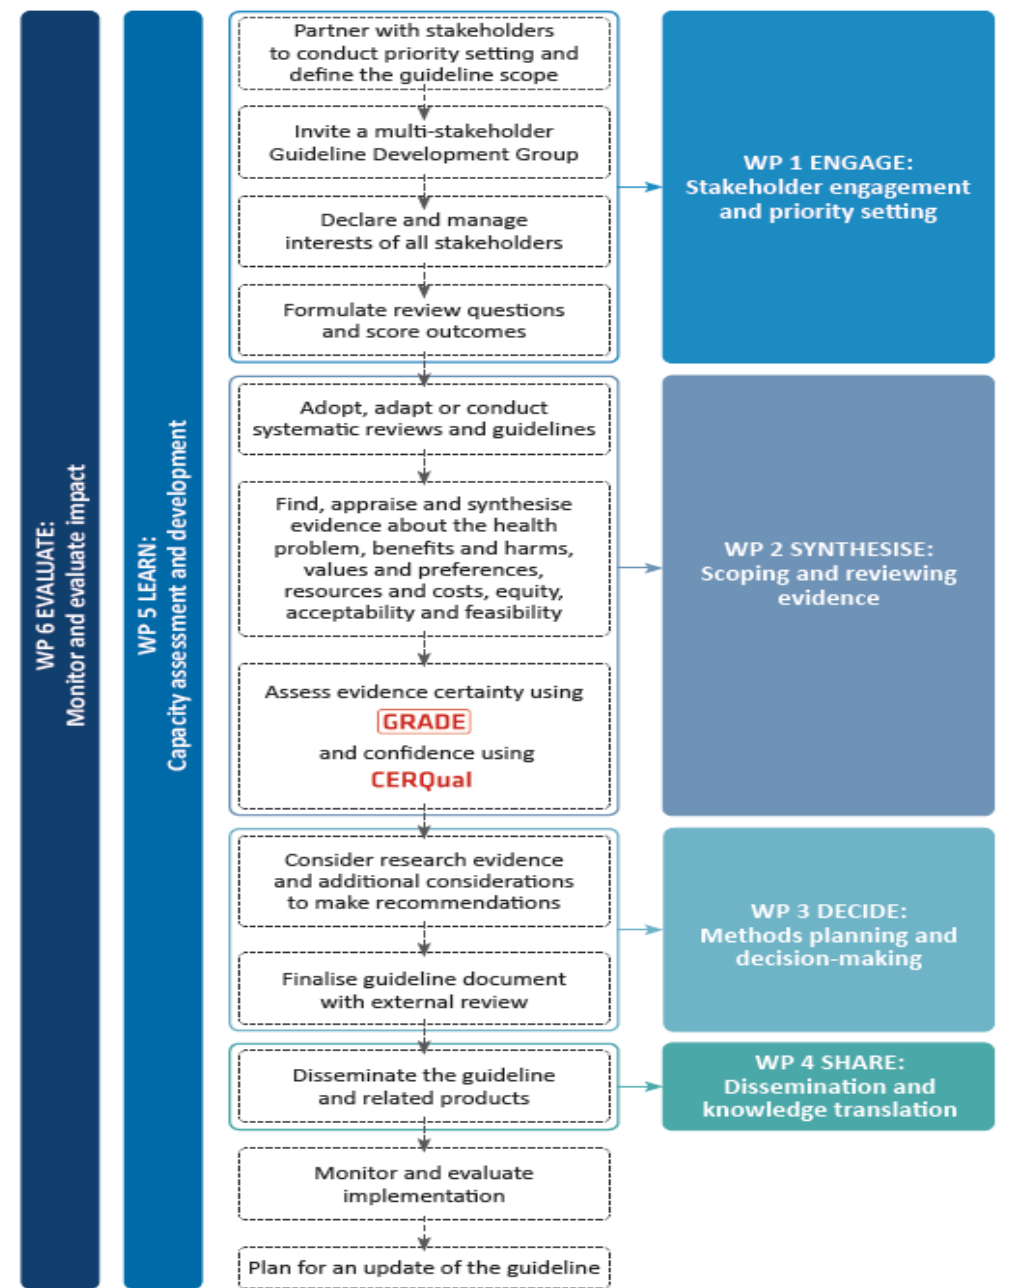 WP 6 EVALUATE:
Monitor and evaluate impact
WP 5 LEARN:
Capacity assessment and development
Partner with stakeholders
to conduct priority setting and
define the guideline scope
Invite a multi-stakeholder
Guideline Development Group
Declare and manage
interests of all stakeholders
Formulate review questions
and score outcomes
WP 1 ENGAGE:
Stakeholder engagement
and priority setting
Adopt, adapt or conduct
systematic reviews and guidelines
Find, appraise and synthesise
evidence about the health
problem, benefits and harms,
values and preferences,
resources and costs, equity,
acceptability and feasibility
Assess evidence certainty using
GRADE
and confidence using
CERQual
WP 2 SYNTHESISE:
Scoping and reviewing
evidence
Consider research evidence
and additional considerations
to make recommendations
Finalise guideline document
with external review
WP 3 DECIDE:
Methods planning and
decision-making
Disseminate the guideline
and related products
WP 4 SHARE:
Dissemination and
knowledge translation
Monitor and evaluate
implementation
Plan for an update of the guideline